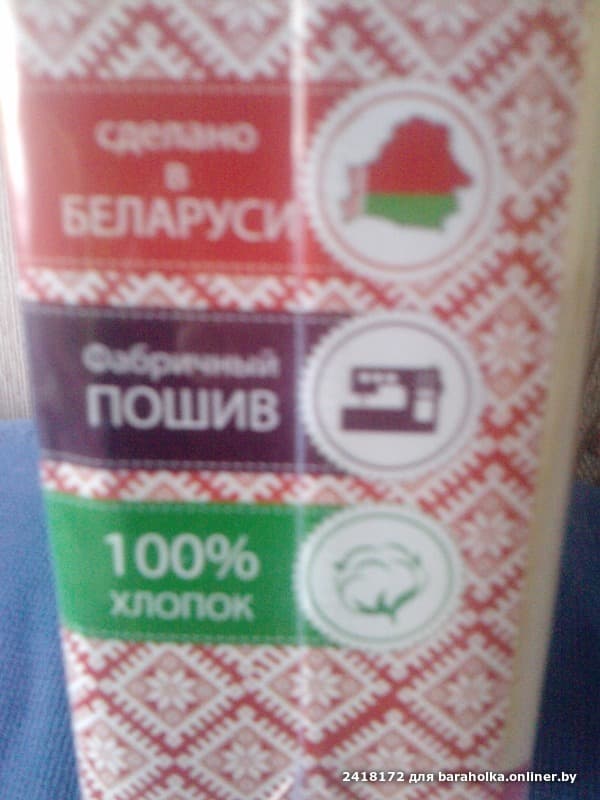 сделано
в
БЕЛАРУСИ
Фабричный
ПОШИВ
100%
хлопок
2418172 для baraholka.onliner.by